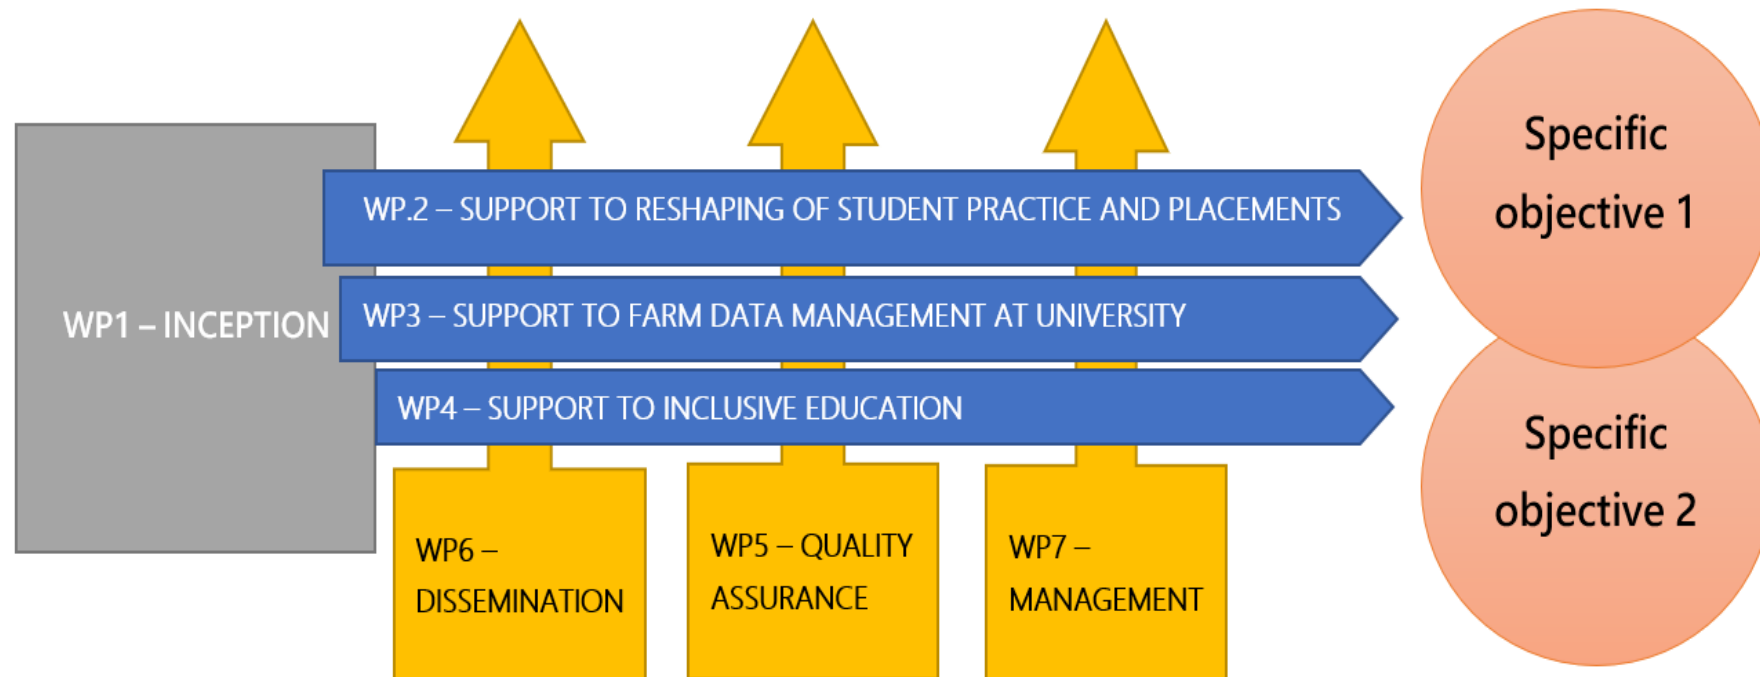 WP1 – INCEPTION
WP.2 – SUPPORT TO RESHAPING OF STUDENT PRACTICE AND PLACEMENTS
WP3 – SUPPORT TO FARM DATA MANAGEMENT AT UNIVERSITY
WP4 – SUPPORT TO INCLUSIVE EDUCATION
WP6 –
DISSEMINATION
WP5 – QUALITY
ASSURANCE
WP7 –
MANAGEMENT
Specific
objective 1
Specific
objective 2